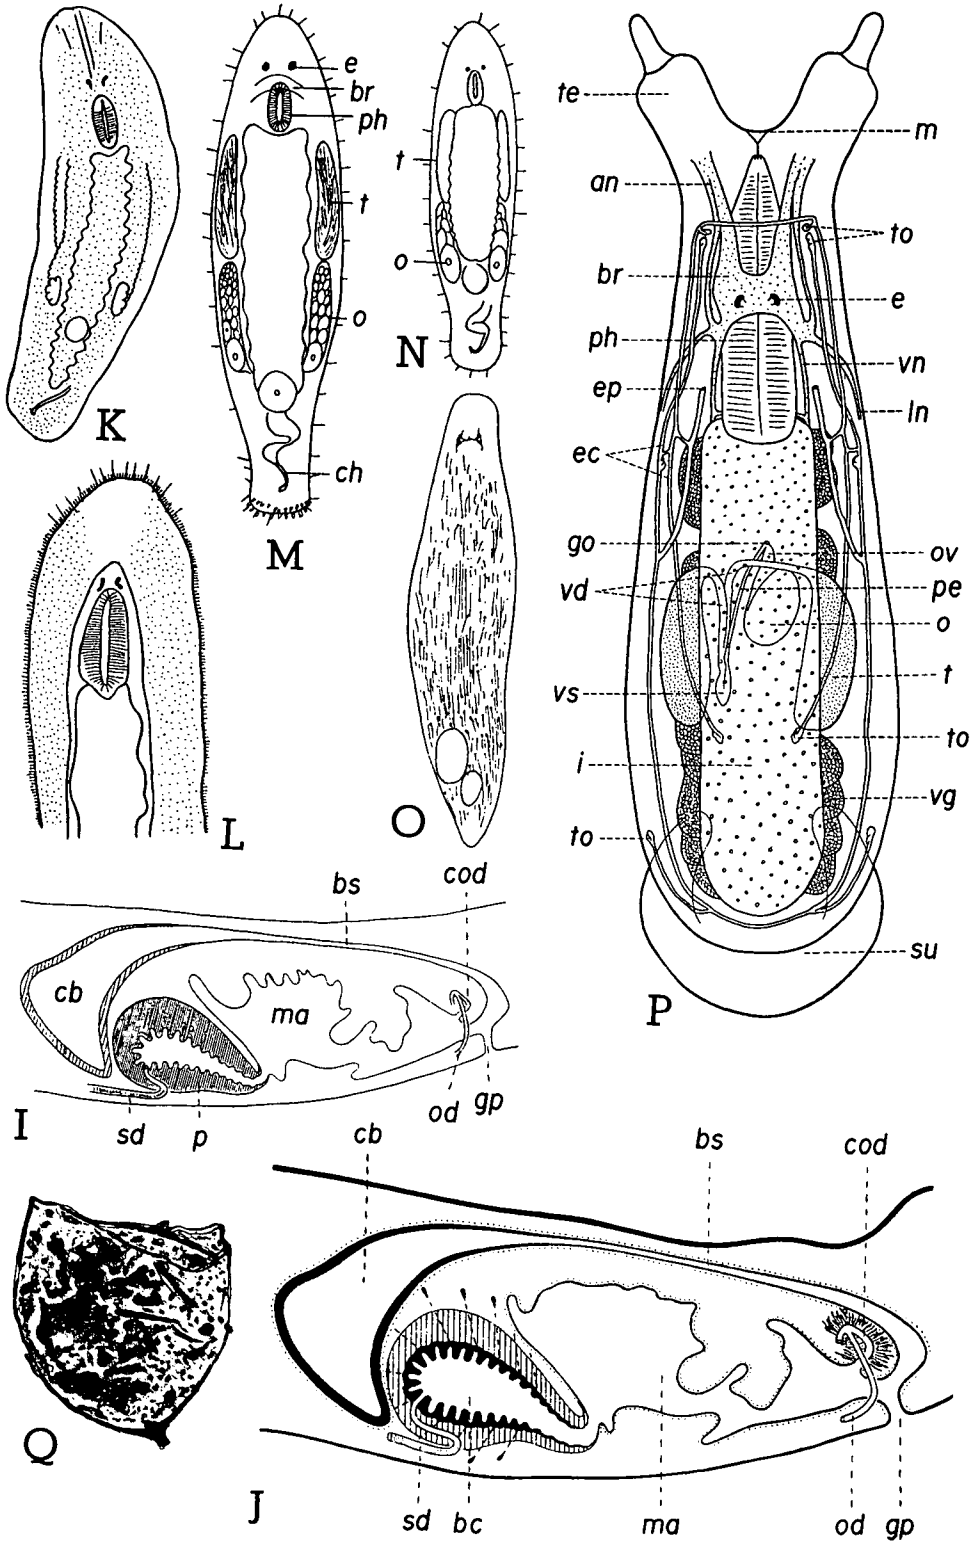 K
e
br
ph
t
o
ch
M
t
o
N
L
O
te
m
an
to
br
e
ph
vn
ep
ln
ec
go
ov
vd
pe
o
t
vs
to
i
vg
to
su
P
bs
cod
cb
ma
I
sd
p
od
gp
cb
bs
cod
Q
J
sd
bc
ma
od
gp